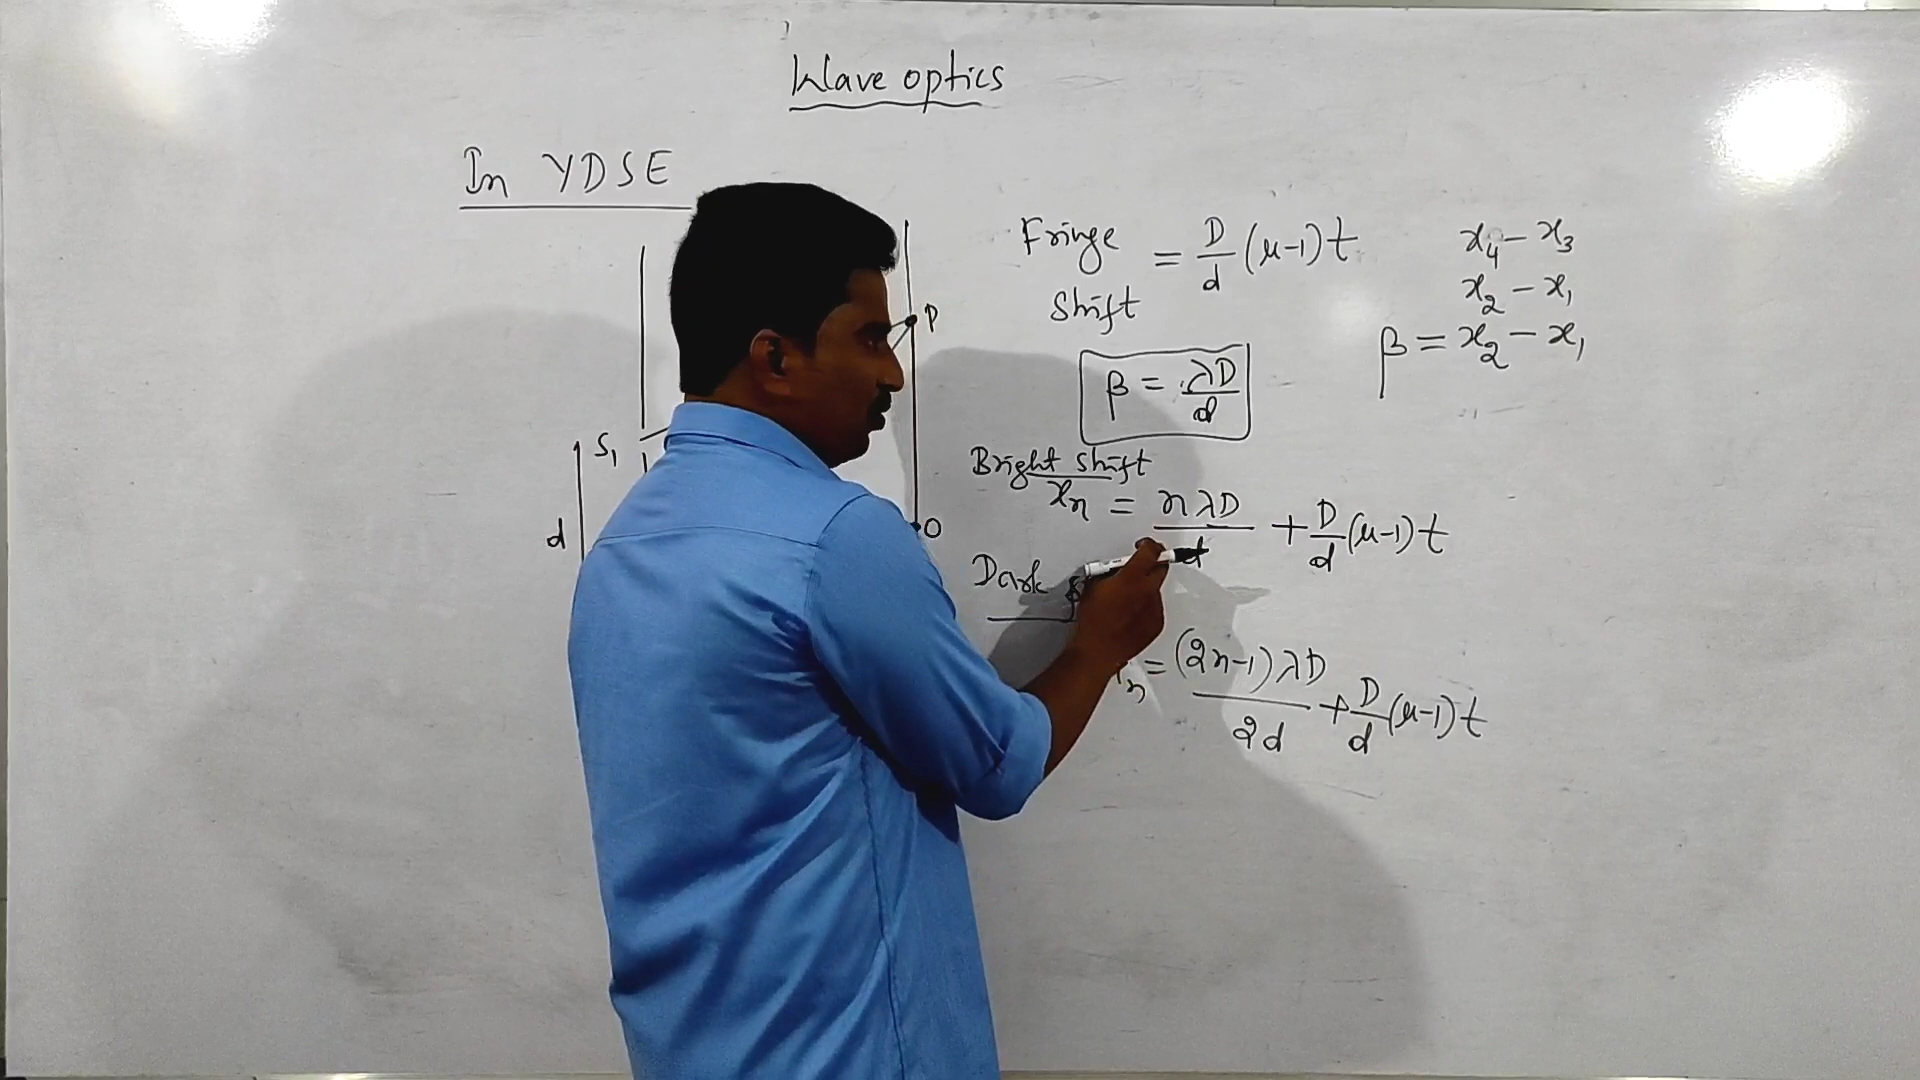 Wave optics
In YDSE
S₁
d
P
O
Fringe shift = D/d (μ-1)t
β = λD/d
x₄ - x₃
x₂ - x₁
β = x₂ - x₁
Bright shift
xₙ = nλD/d + D/d (μ-1)t
Dark
ₙ = (2n-1)λD/2d + D/d (μ-1)t